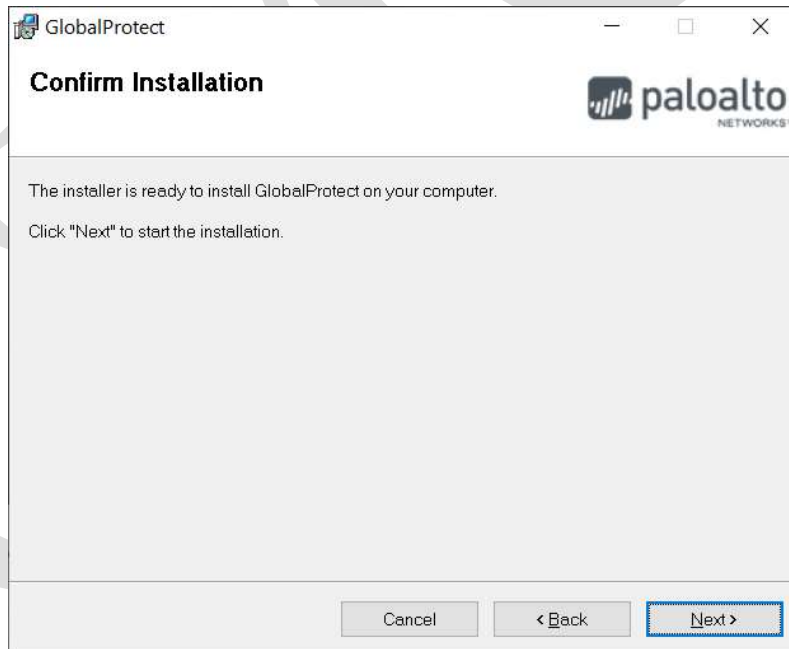 GlobalProtect
Confirm Installation
paloalto
NETWORKS
The installer is ready to install GlobalProtect on your computer.
Click "Next" to start the installation.
Cancel
< Back
Next >